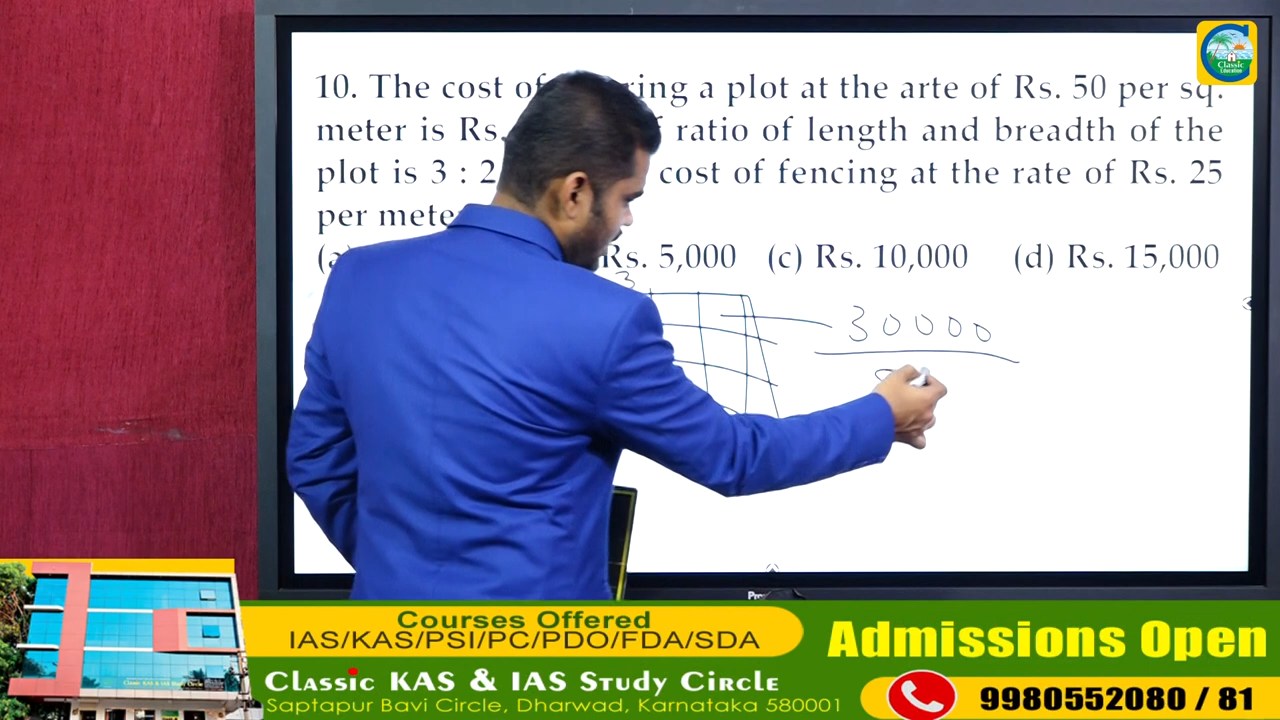 10. The cost of ring a plot at the arte of Rs. 50 per sq.
meter is Rs. ratio of length and breadth of the
plot is 3 : 2 cost of fencing at the rate of Rs. 25
per mete
Rs. 5,000 (c) Rs. 10,000 (d) Rs. 15,000
3
30000
Classic
Education
Courses Offered
IAS/KAS/PSI/PC/PDO/FDA/SDA
Admissions Open
Classic KAS & IAS Study Circle
Saptapur Bavi Circle, Dharwad, Karnataka 580001
9980552080 / 81